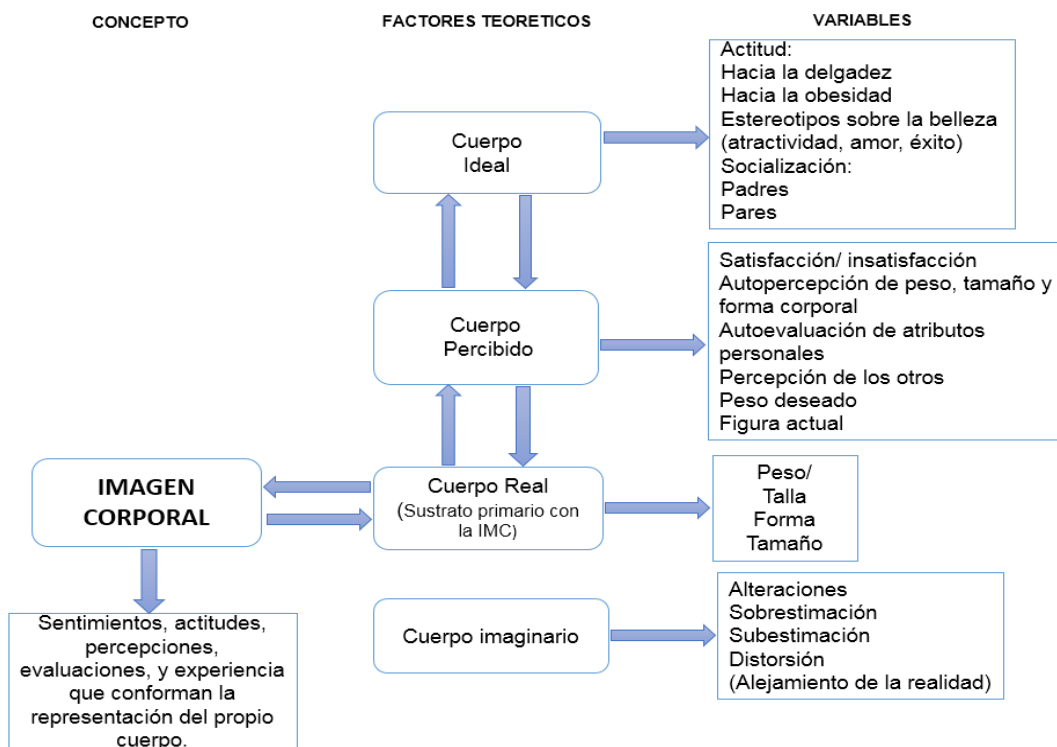 CONCEPTO
FACTORES TEORETICOS
VARIABLES
Cuerpo
Ideal
Actitud:
Hacia la delgadez
Hacia la obesidad
Estereotipos sobre la belleza
(atractividad, amor, éxito)
Socialización:
Padres
Pares
Cuerpo
Percibido
Satisfacción/ insatisfacción
Autopercepción de peso, tamaño y
forma corporal
Autoevaluación de atributos
personales
Percepción de los otros
Peso deseado
Figura actual
IMAGEN
CORPORAL
Cuerpo Real
(Sustrato primario con
la IMC)
Peso/
Talla
Forma
Tamaño
Sentimientos, actitudes,
percepciones,
evaluaciones, y experiencia
que conforman la
representación del propio
cuerpo.
Cuerpo imaginario
Alteraciones
Sobrestimación
Subestimación
Distorsión
(Alejamiento de la realidad)